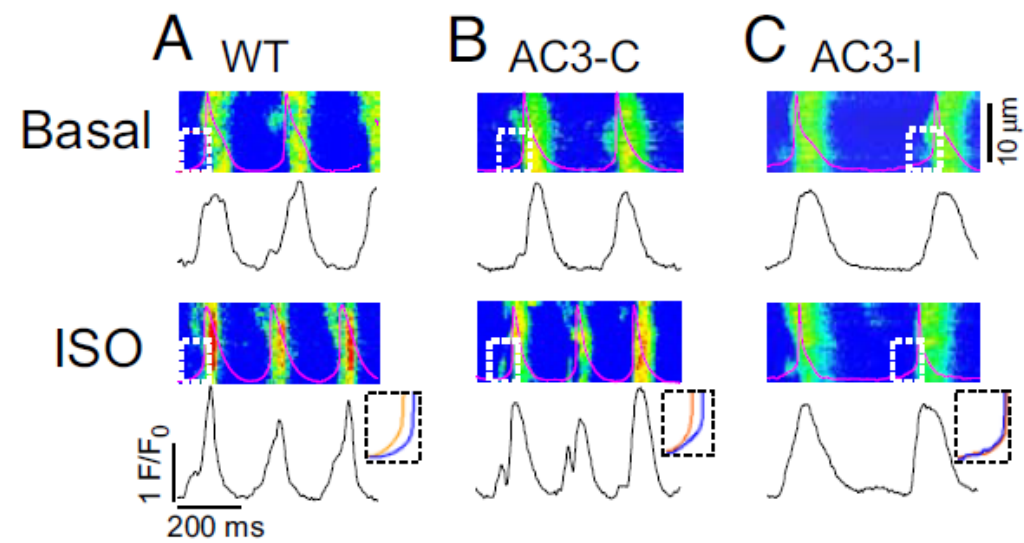 A WT
B AC3-C
C AC3-I
Basal
10 µm
ISO
1 F/F0
200 ms